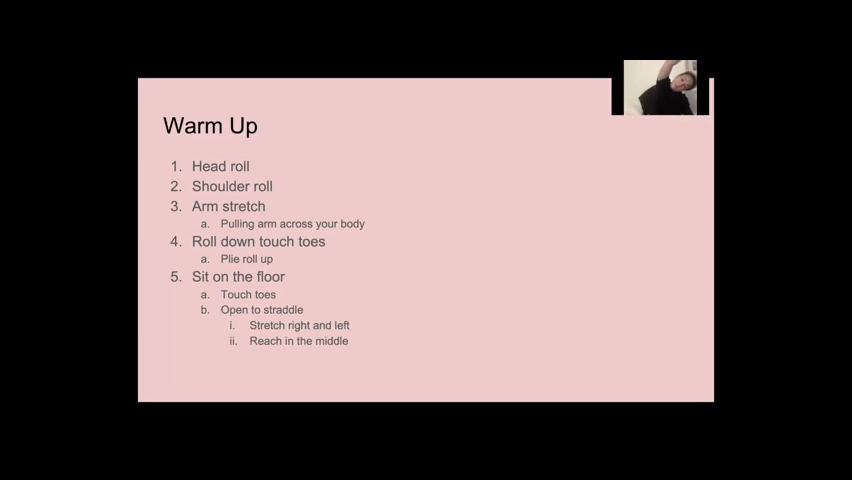 Warm Up
1. Head roll
2. Shoulder roll
3. Arm stretch
a. Pulling arm across your body
4. Roll down touch toes
a. Plie roll up
5. Sit on the floor
a. Touch toes
b. Open to straddle
i. Stretch right and left
ii. Reach in the middle